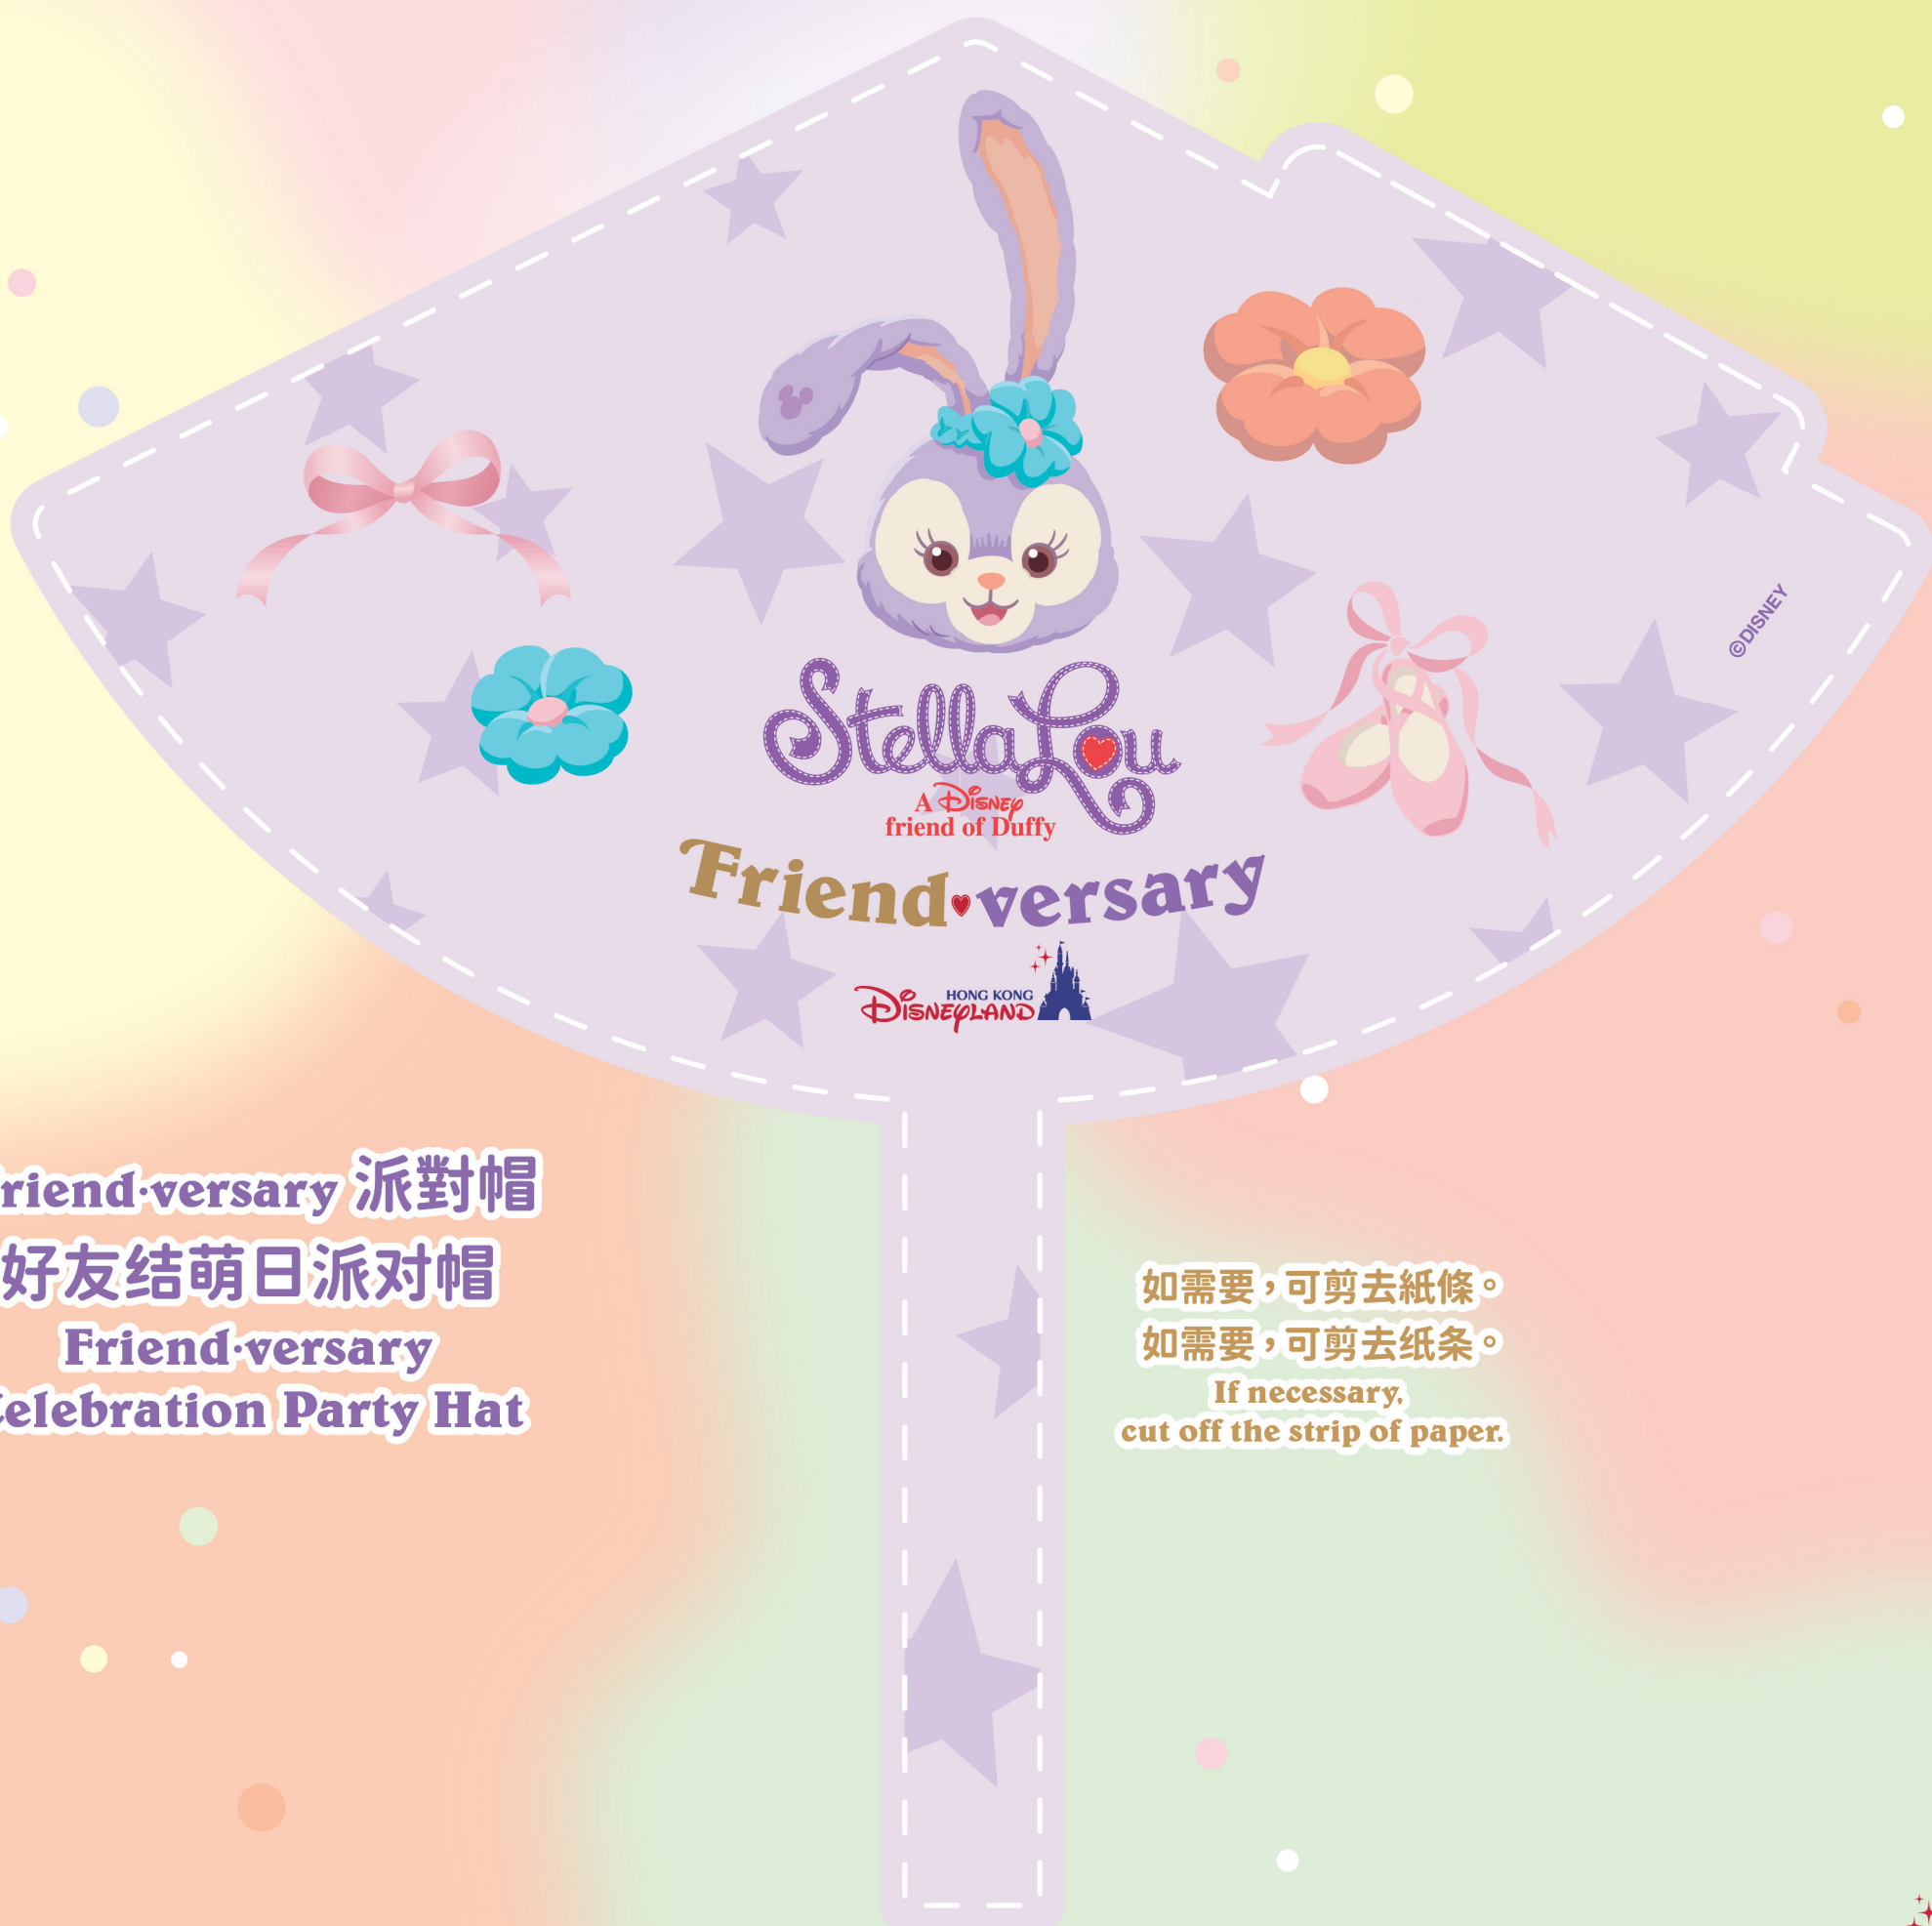 ©DISNEY
StellaLou
A Disney
friend of Duffy
Friend versary
HONG KONG
DISNEYLAND
riend·versary 派對帽
好友结萌日派对帽
Friend·versary
Celebration Party Hat
如需要，可剪去紙條。
如需要，可剪去纸条。
If necessary,
cut off the strip of paper.